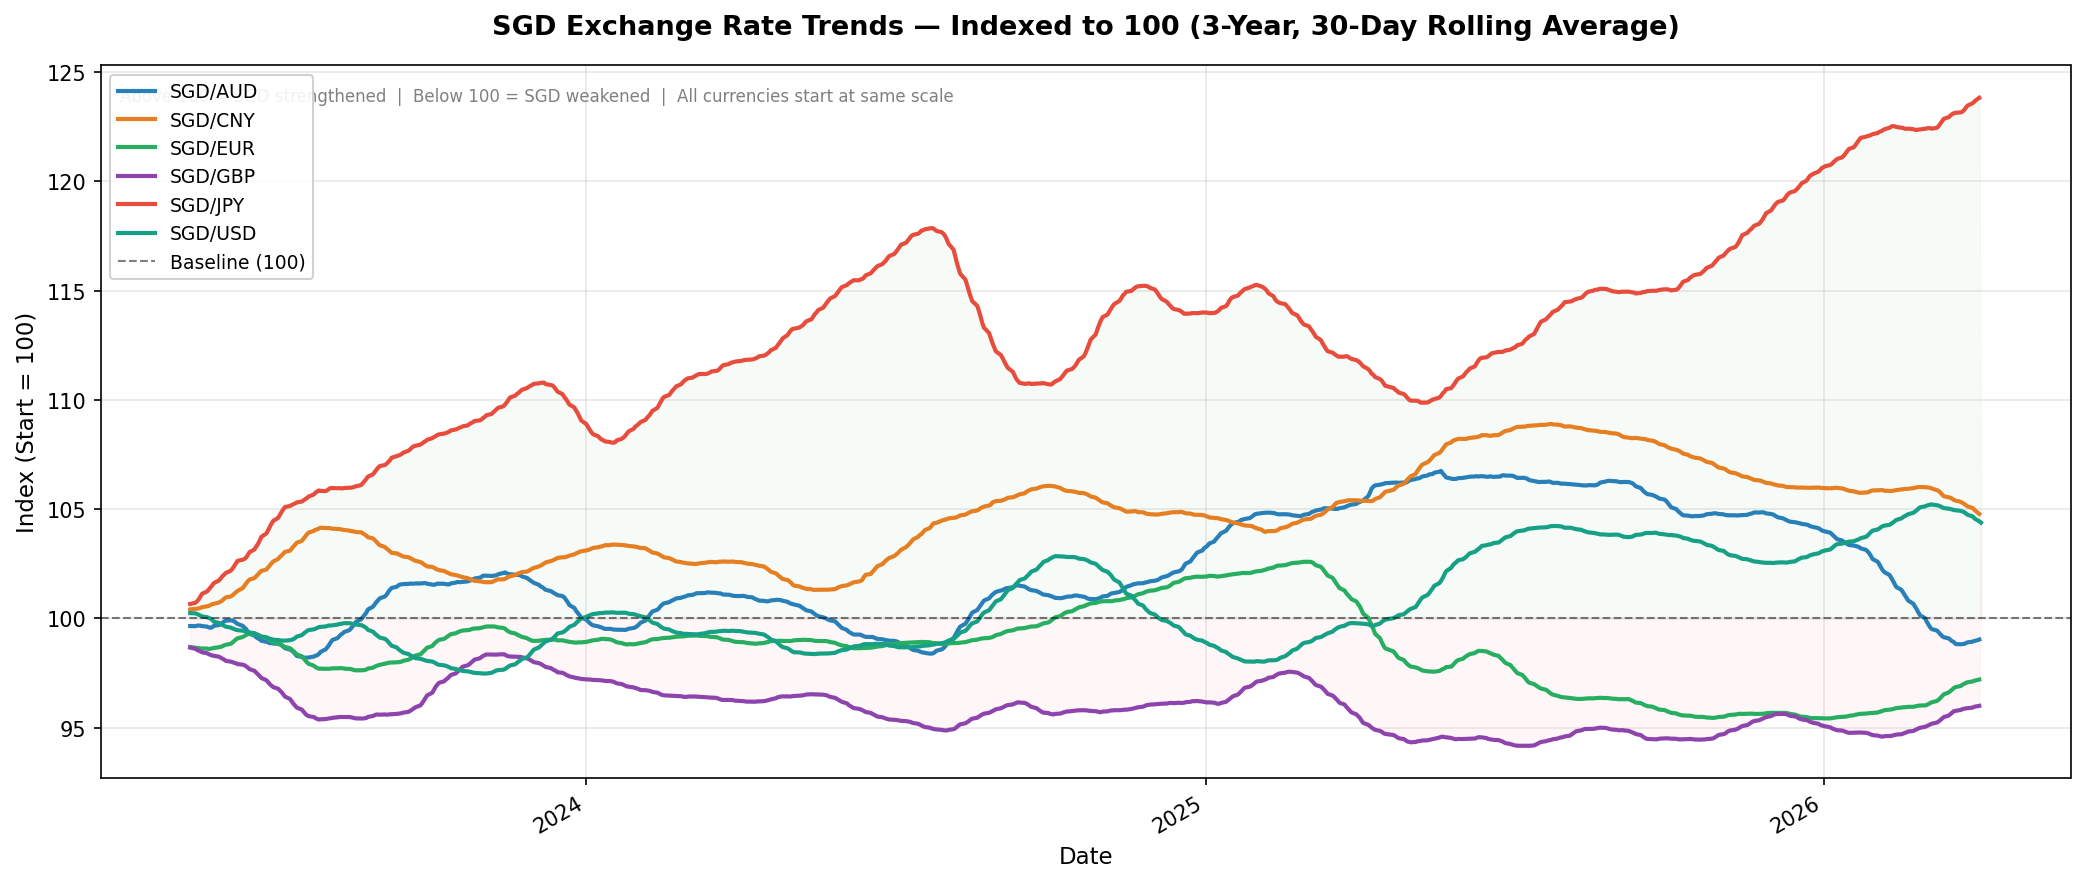 SGD Exchange Rate Trends — Indexed to 100 (3-Year, 30-Day Rolling Average)
125
120
115
110
105
100
95
Index (Start = 100)
SGD/AUD
SGD/CNY
SGD/EUR
SGD/GBP
SGD/JPY
SGD/USD
Baseline (100)
strengthened | Below 100 = SGD weakened | All currencies start at same scale
2024
2025
2026
Date